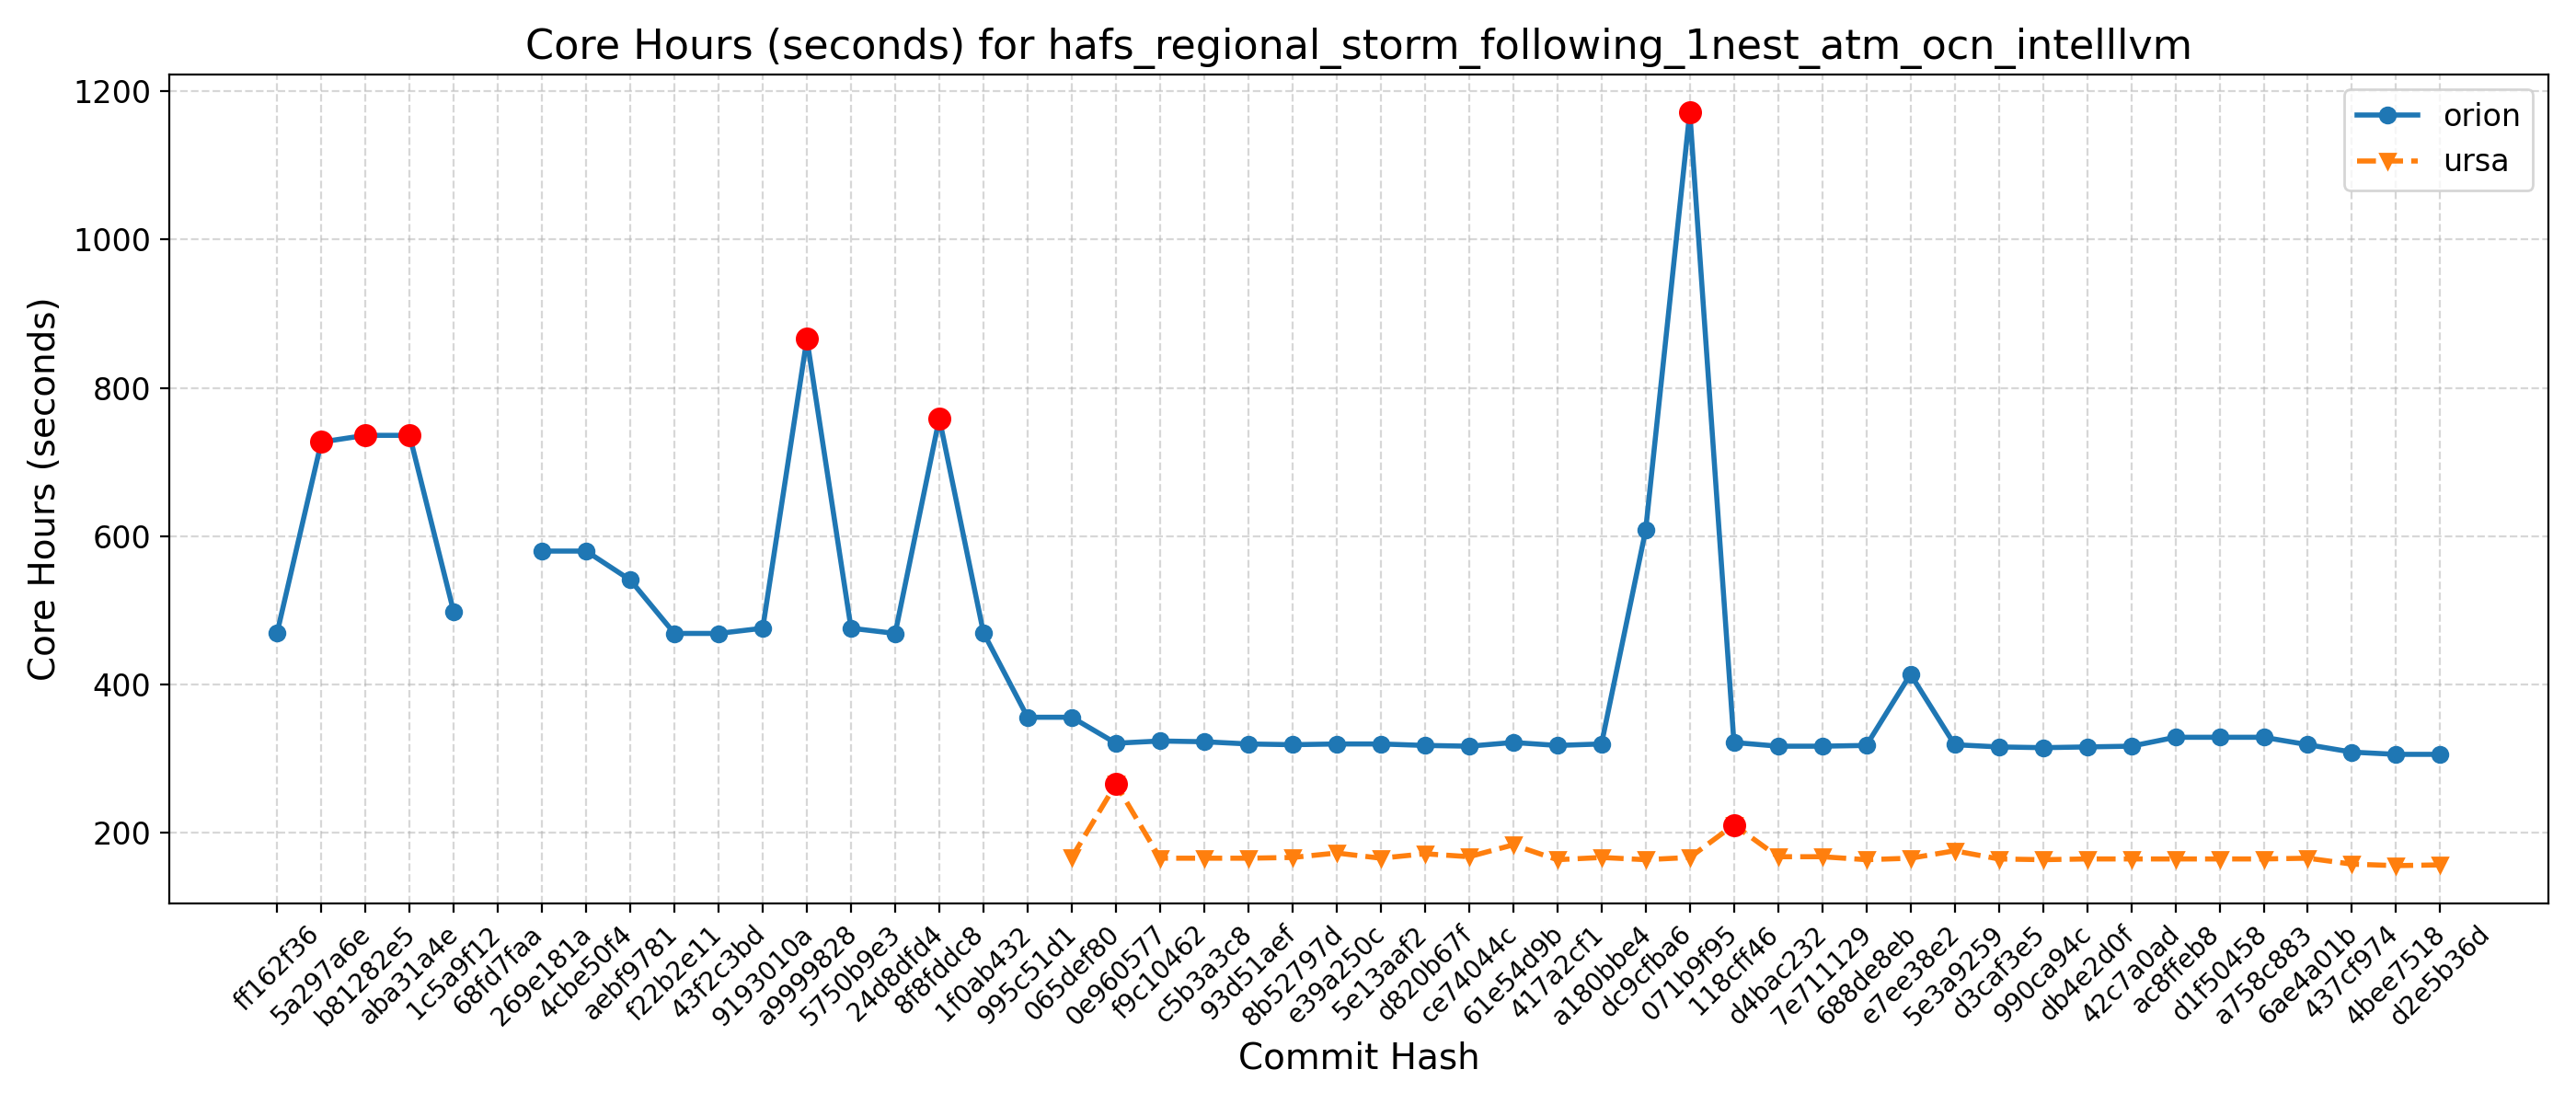 Core Hours (seconds) for hafs_regional_storm_following_1nest_atm_ocn_intelllvm
orion
ursa
Core Hours (seconds)
1200
1000
800
600
400
200
ff162f36
5a297a6e
b81282e5
aba31a4e
1c5a9f12
68fd7faa
269e181a
4cbe50f4
aebf9781
f22b2e11
43f2c3bd
9193010a
a9999828
5750b9e3
24d8dfd4
8f8fddc8
1f0ab432
995c51d1
065def80
0e960577
f9c10462
c5b3a3c8
93d51aef
8b52797d
e39a250c
5e13aaf2
d820b67f
ce74044c
61e54d9b
417a2cf1
a180bbe4
dc9cfba6
071b9f95
118cff46
d4bac232
7e711129
688de8eb
e7ee38e2
5e3a9259
d3caf3e5
990ca94c
db4e2d0f
42c7a0ad
ac8ffeb8
d1f50458
a758c883
6ae4a01b
437cf974
4bee7518
d2e5b36d
Commit Hash